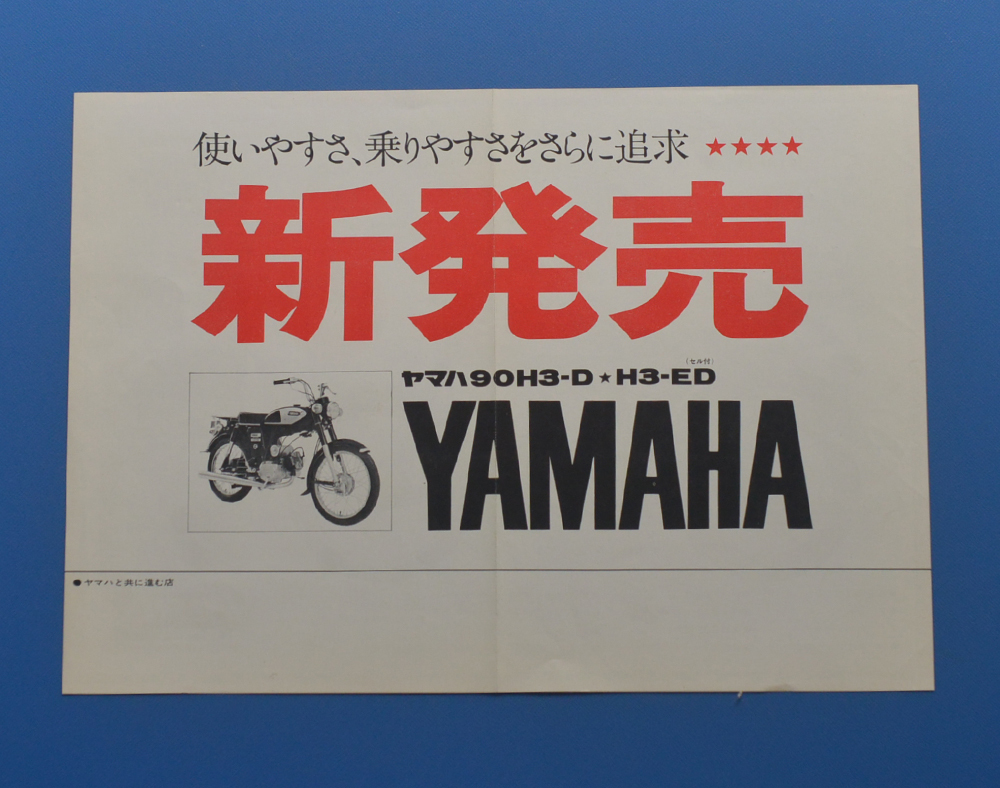 使いやすさ、乗りやすさをさらに追求 ★★★★
新発売
(セル付)
ヤマハ90H3-D★H3-ED
YAMAHA
●ヤマハと共に進む店